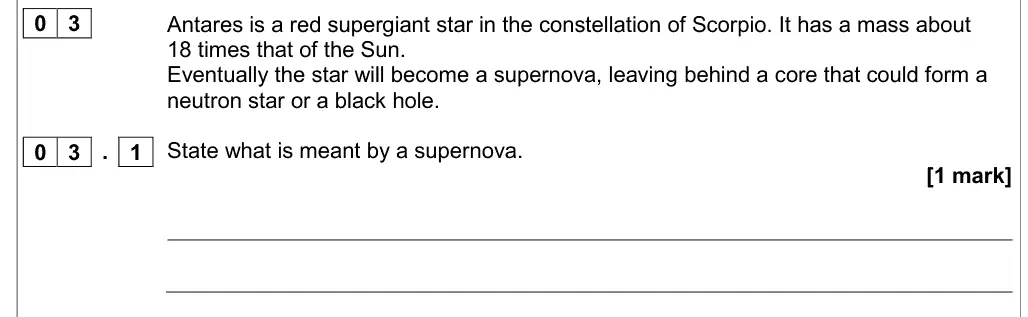 0 3 Antares is a red supergiant star in the constellation of Scorpio. It has a mass about
18 times that of the Sun.
Eventually the star will become a supernova, leaving behind a core that could form a
neutron star or a black hole.
0 3 . 1 State what is meant by a supernova.
[1 mark]